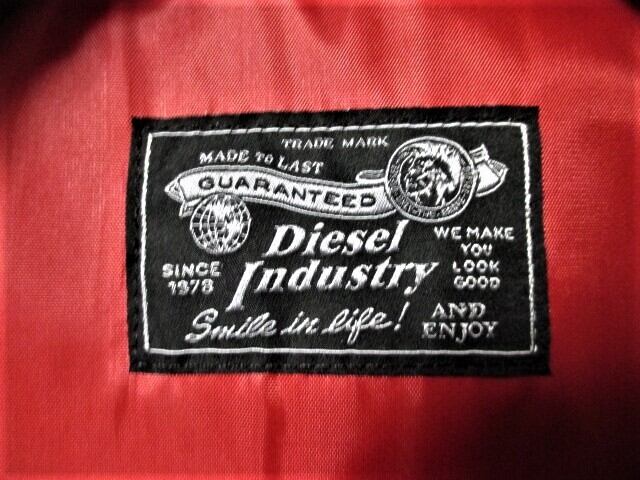 TRADE MARK
MADE TO LAST
GUARANTEED
Diesel
Industry
SINCE
1978
WE MAKE
YOU
LOOK
GOOD
Smile in life!
AND
ENJOY